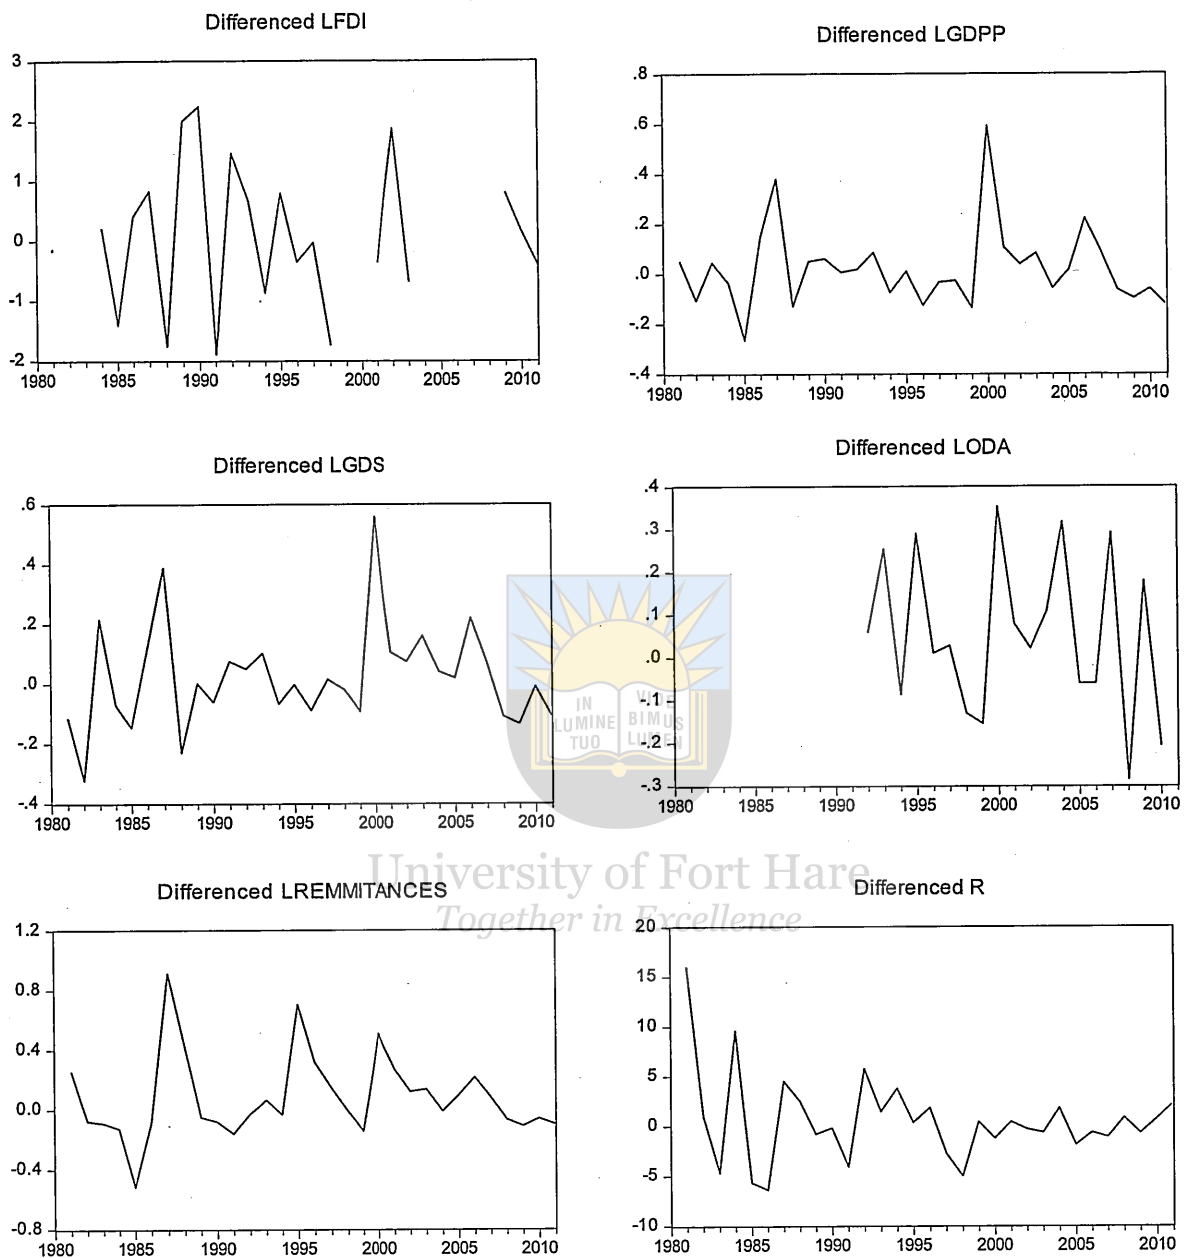 Differenced LFDI
3
2
1
0
-1
-2
1980 1985 1990 1995 2000 2005 2010
Differenced LGDPP
.8
.6
.4
.2
.0
-.2
-.4
1980 1985 1990 1995 2000 2005 2010
Differenced LGDS
.6
.4
.2
.0
-.2
-.4
1980 1985 1990 1995 2000 2005 2010
Differenced LODA
.4
.3
.2
.1
.0
-.1
-.2
-.3
1980 1985 1990 1995 2000 2005 2010
IN
LUMINE
TUO
VIDE
BIMUS
LUMEN
University of Fort Hare
Together in Excellence
Differenced LREMMITANCES
1.2
0.8
0.4
0.0
-0.4
-0.8
1980 1985 1990 1995 2000 2005 2010
Differenced R
20
15
10
5
0
-5
-10
1980 1985 1990 1995 2000 2005 2010